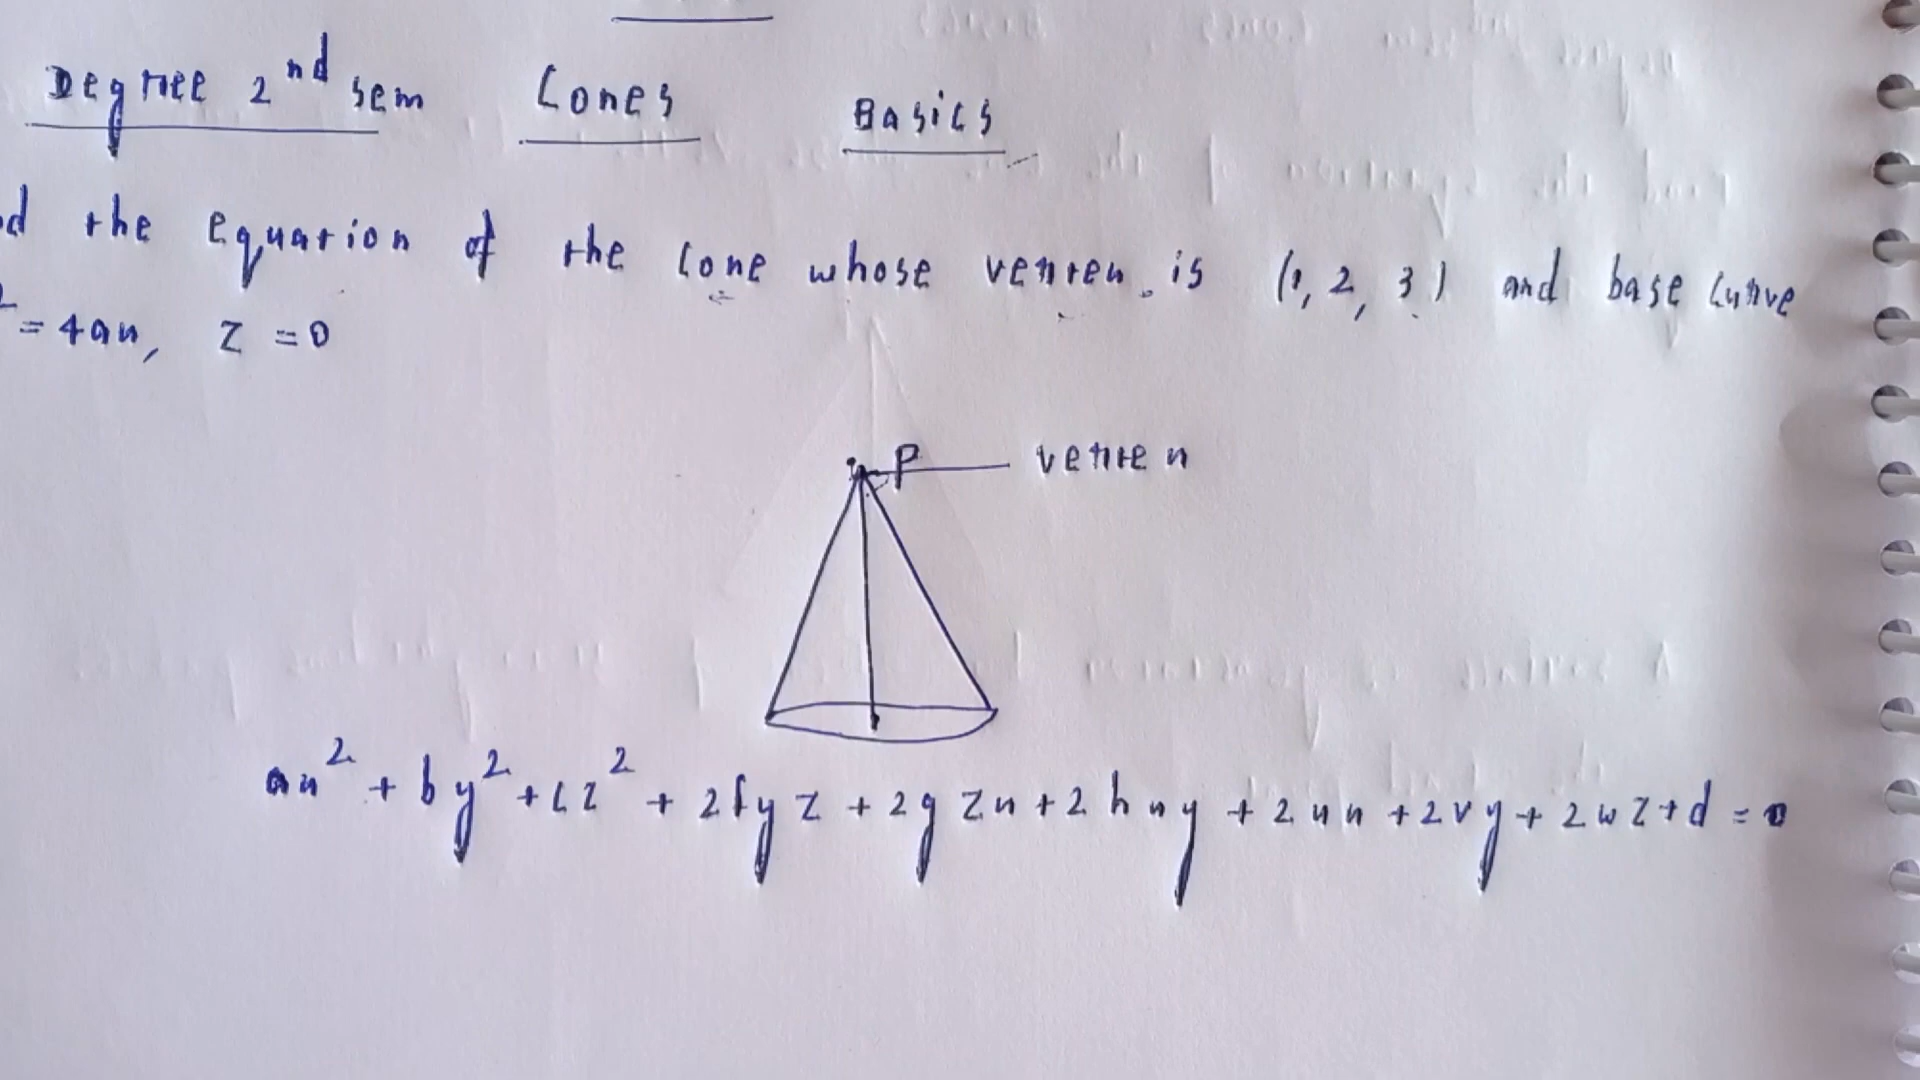 Degree 2nd sem Cones Basics
d the equation of the cone whose vertex is (1, 2, 3) and base curve
2 = 4ax, z = 0
P vertex
ax² + by² + cz² + 2fyz + 2gzx + 2hxy + 2ux + 2vy + 2wz + d = 0